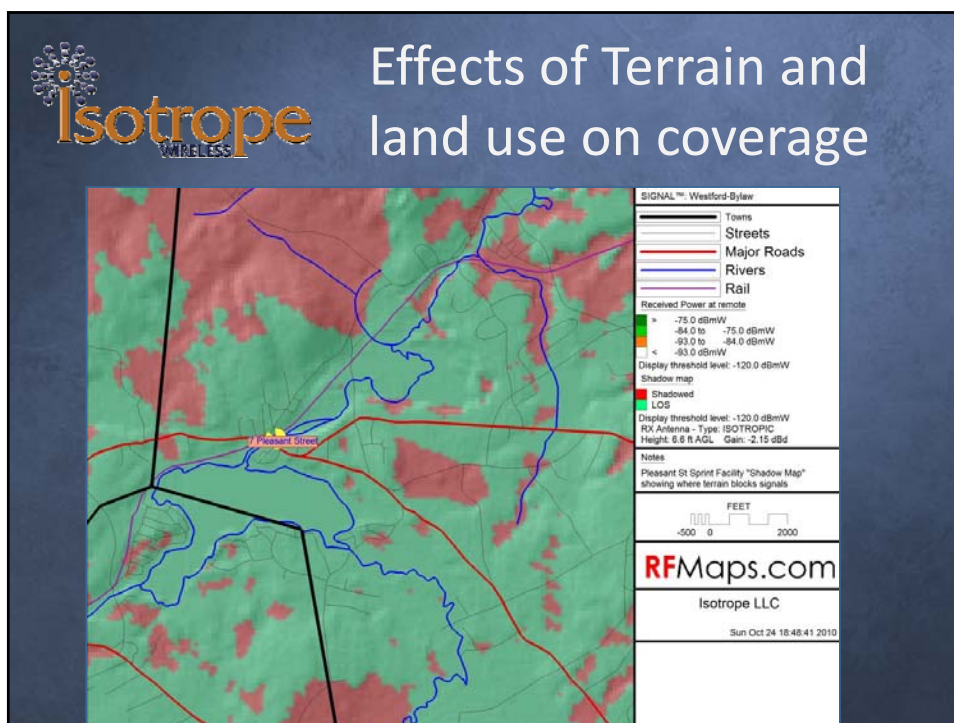 Isotrope
WIRELESS
Effects of Terrain and
land use on coverage
7 Pleasant Street
SIGNAL™: Westford-Bylaw
Towns
Streets
Major Roads
Rivers
Rail
Received Power at remote
> -75.0 dBmW
-84.0 to -75.0 dBmW
-93.0 to -84.0 dBmW
< -93.0 dBmW
Display threshold level: -120.0 dBmW
Shadow map
Shadowed
LOS
Display threshold level: -120.0 dBmW
RX Antenna - Type: ISOTROPIC
Height: 6.6 ft AGL Gain: -2.15 dBd
Notes
Pleasant St Sprint Facility "Shadow Map"
showing where terrain blocks signals
FEET
-500 0 2000
RFMaps.com
Isotrope LLC
Sun Oct 24 18:48:41 2010